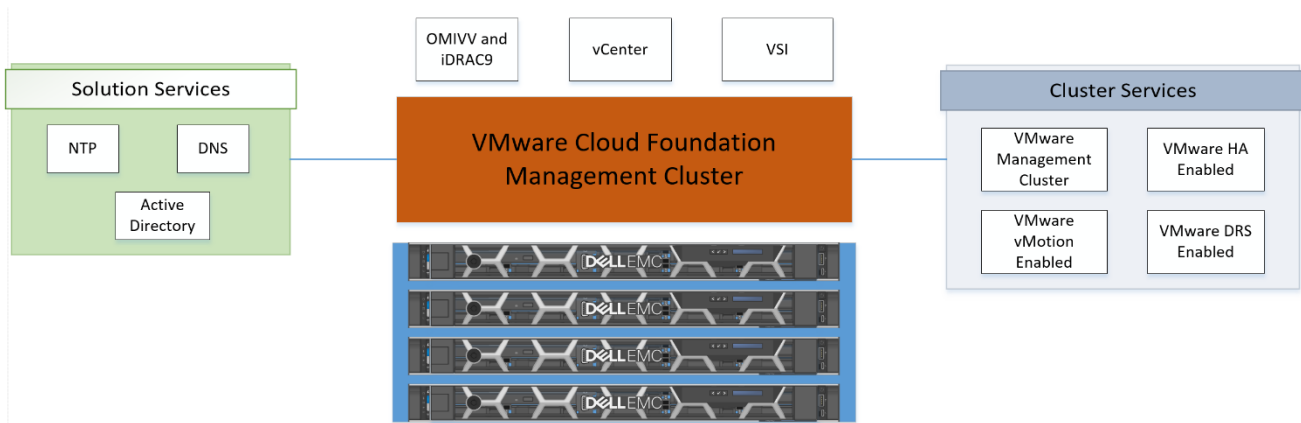 OMIVV and
iDRAC9
vCenter
VSI
Solution Services
NTP
DNS
Active
Directory
VMware Cloud Foundation
Management Cluster
Cluster Services
VMware
Management
Cluster
VMware HA
Enabled
VMware
vMotion
Enabled
VMware DRS
Enabled
DELLEMC
DELLEMC
DELLEMC
DELLEMC